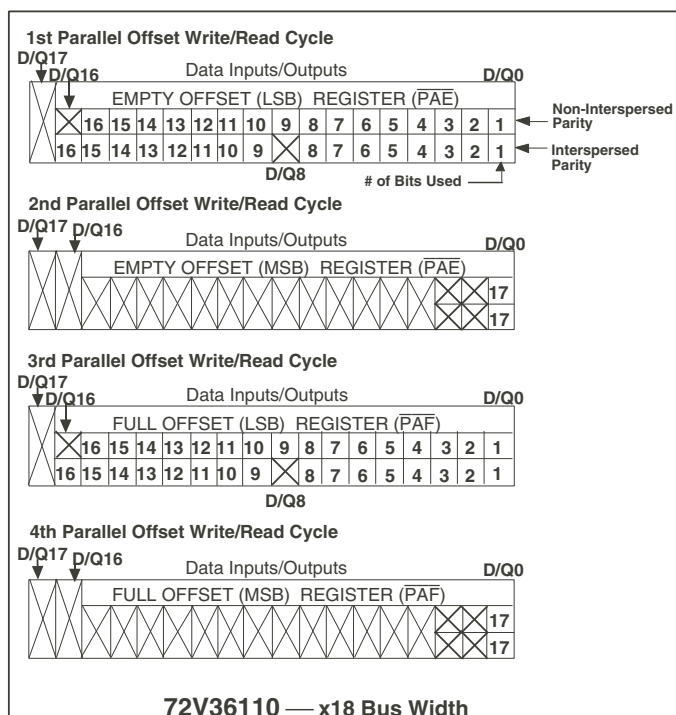 1st Parallel Offset Write/Read Cycle
D/Q17
D/Q16 Data Inputs/Outputs D/Q0
EMPTY OFFSET (LSB) REGISTER (PAE)
16 15 14 13 12 11 10 9 8 7 6 5 4 3 2 1 Non-Interspersed Parity
16 15 14 13 12 11 10 9 8 7 6 5 4 3 2 1 Interspersed Parity
D/Q8
# of Bits Used
2nd Parallel Offset Write/Read Cycle
D/Q17
D/Q16 Data Inputs/Outputs D/Q0
EMPTY OFFSET (MSB) REGISTER (PAE)
17
17
3rd Parallel Offset Write/Read Cycle
D/Q17
D/Q16 Data Inputs/Outputs D/Q0
FULL OFFSET (LSB) REGISTER (PAF)
16 15 14 13 12 11 10 9 8 7 6 5 4 3 2 1
16 15 14 13 12 11 10 9 8 7 6 5 4 3 2 1
D/Q8
4th Parallel Offset Write/Read Cycle
D/Q17
D/Q16 Data Inputs/Outputs D/Q0
FULL OFFSET (MSB) REGISTER (PAF)
17
17
72V36110 — x18 Bus Width